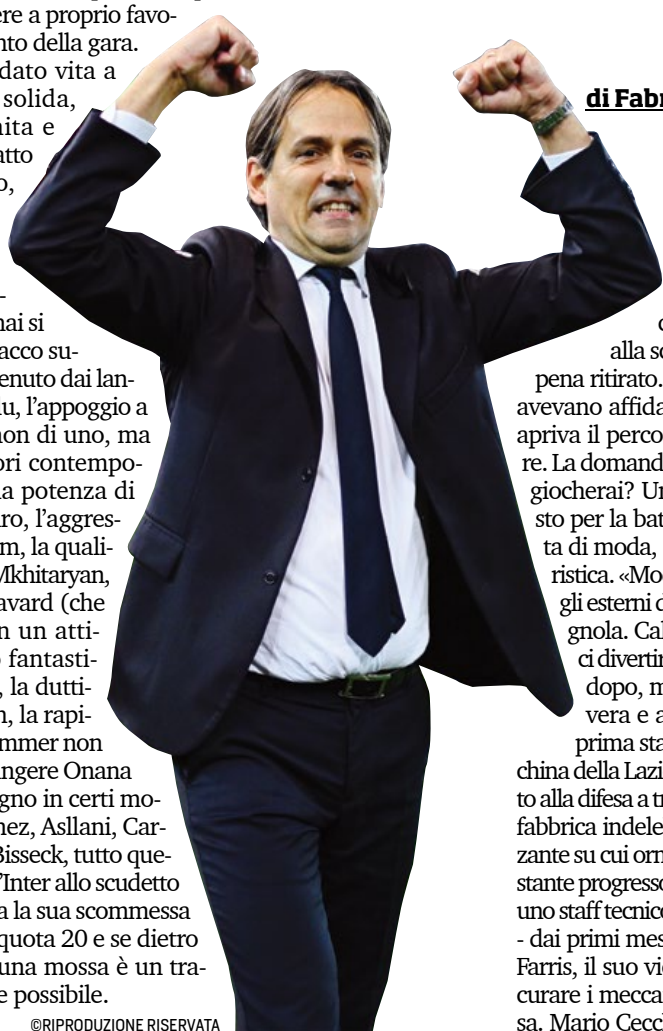 ere a proprio favo-
nto della gara.
dato vita a
solida,
nita e
atto
o,
-
nai si
acco su-
enuto dai lan-
lu, l’appoggio a
non di uno, ma
ori contempo-
la potenza di
ro, l’aggres-
m, la quali-
Mkhitaryan,
avard (che
n un atti-
o fantasti-
, la dutti-
n, la rapi-
mmer non
ngere Onana
gno in certi mo-
nez, Asllani, Car-
Bisseck, tutto que-
’Inter allo scudetto
a la sua scommessa
quota 20 e se dietro
una mossa è un tra-
e possibile.
©RIPRODUZIONE RISERVATA
di Fabr
alla sc
pena ritirato.
avevano affida
apriva il perco
re. La domand
giocherai? Un
sto per la bat
ta di moda,
ristica. «Mo
gli esterni d
gnola. Cal
ci divertir
dopo, m
vera e a
prima sta
china della Lazi
to alla difesa a tr
fabbrica indele
zante su cui orn
stante progresso
uno staff tecnico
- dai primi mes
Farris, il suo vic
curare i mecca
sa. Mario Cecc